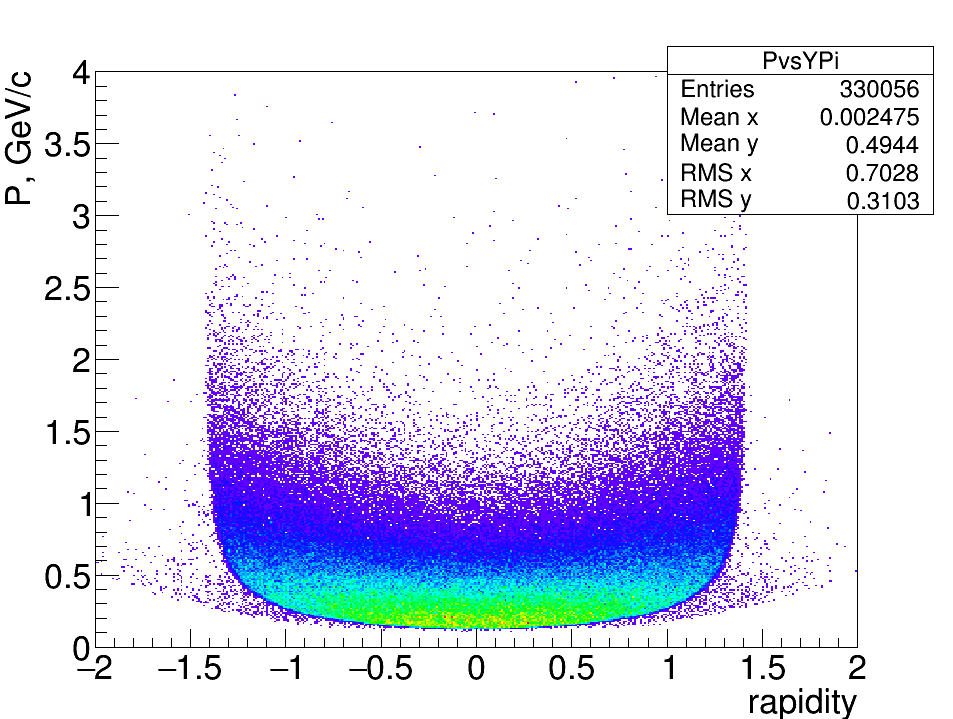 PvsYPi
Entries 330056
Mean x 0.002475
Mean y 0.4944
RMS x 0.7028
RMS y 0.3103
P, GeV/c
4
3.5
3
2.5
2
1.5
1
0.5
0
−2 −1.5 −1 −0.5 0 0.5 1 1.5 2
rapidity